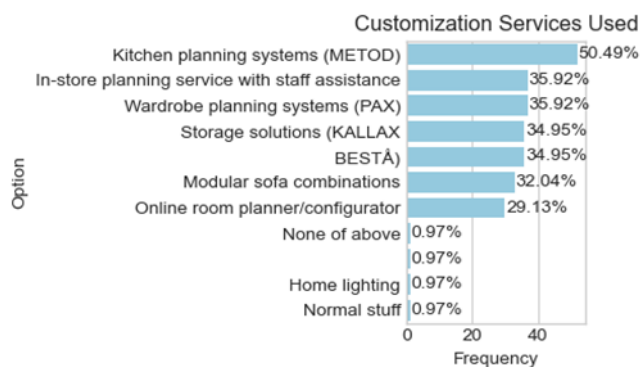 Customization Services Used
Kitchen planning systems (METOD) 50.49%
In-store planning service with staff assistance 35.92%
Wardrobe planning systems (PAX) 35.92%
Storage solutions (KALLAX 34.95%
BESTÅ) 34.95%
Modular sofa combinations 32.04%
Online room planner/configurator 29.13%
None of above 0.97%
0.97%
Home lighting 0.97%
Normal stuff 0.97%
0 20 40
Frequency
Option